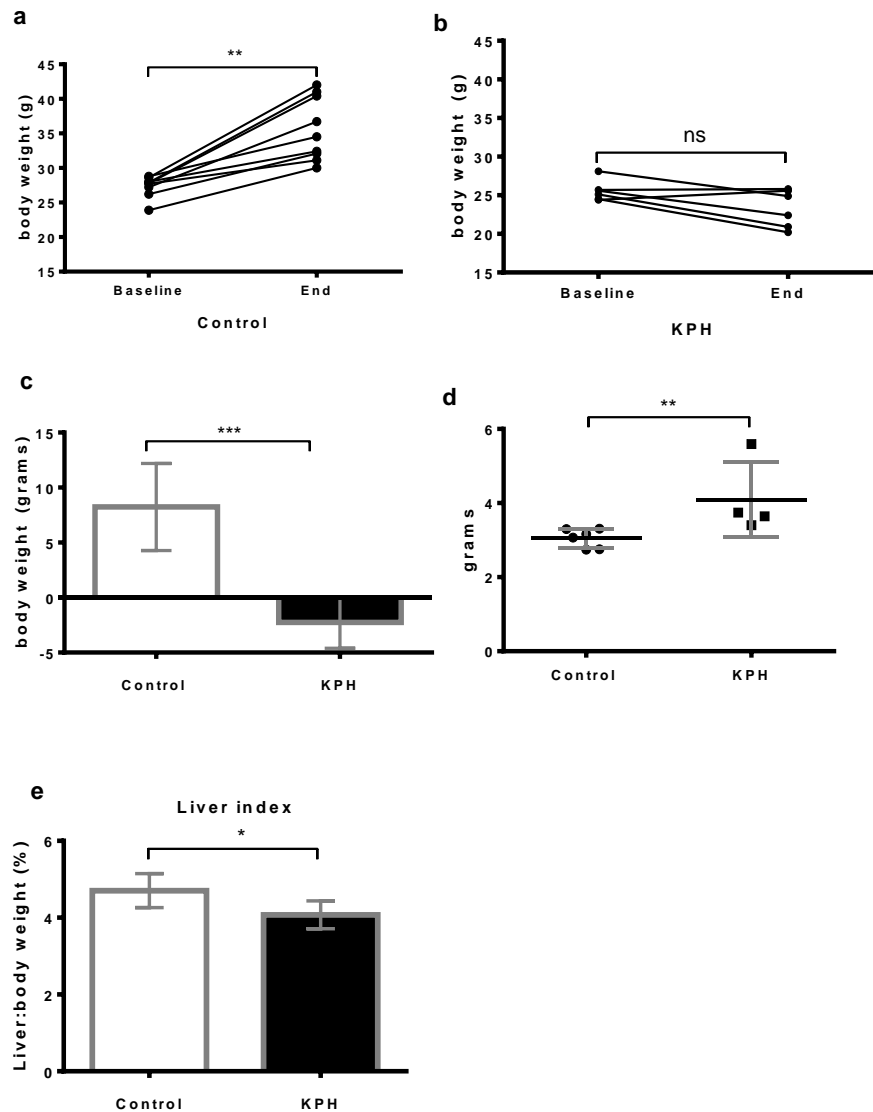 a
**
body weight (g)
45
40
35
30
25
20
15
Baseline End
Control
b
ns
body weight (g)
45
40
35
30
25
20
15
Baseline End
KPH
c
***
body weight (grams)
15
10
5
0
-5
Control KPH
d
**
grams
6
4
2
0
Control KPH
e
Liver index
*
Liver:body weight (%)
6
4
2
0
Control KPH